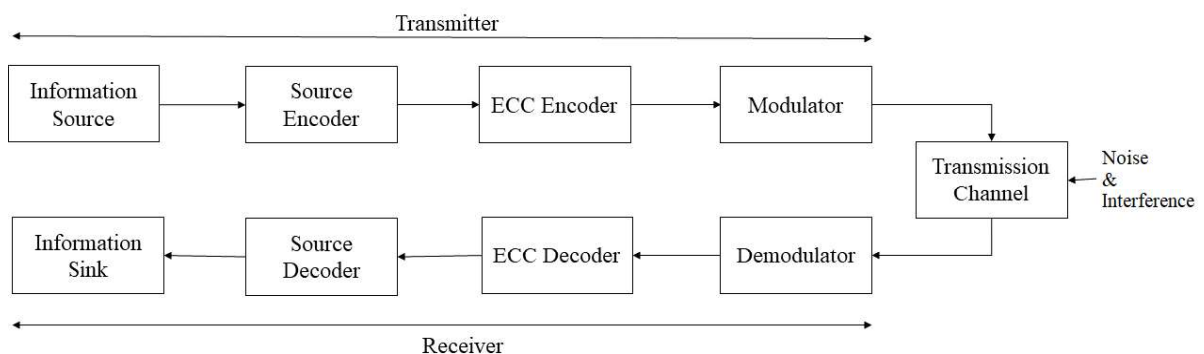 Transmitter
Information
Source
Source
Encoder
ECC Encoder
Modulator
Transmission
Channel
Noise
&
Interference
Information
Sink
Source
Decoder
ECC Decoder
Demodulator
Receiver